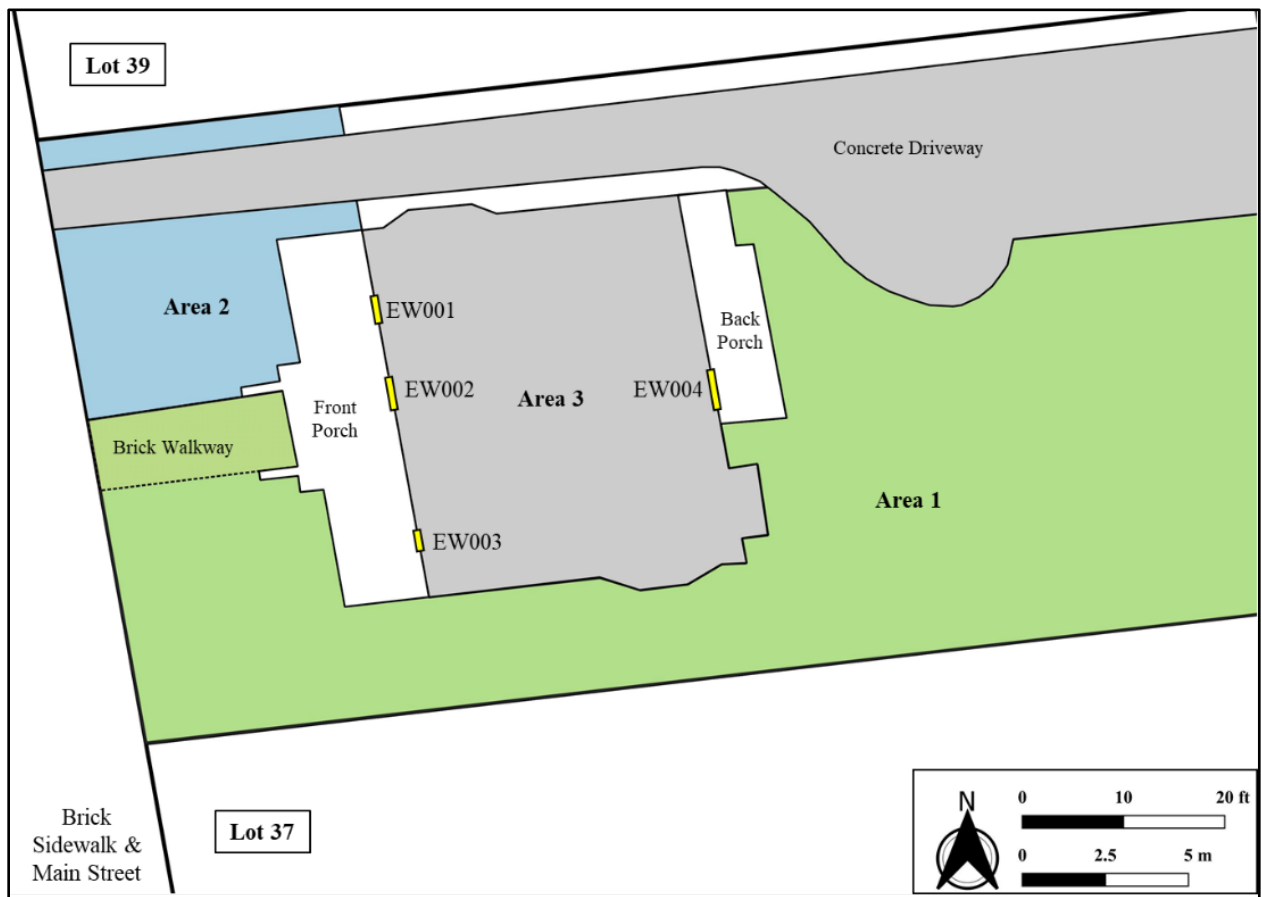 Lot 39
Concrete Driveway
Area 2
EW001
Back
Porch
EW002
EW004
Area 3
Front
Porch
Brick Walkway
Area 1
EW003
N
0 10 20 ft
0 2.5 5 m
Brick
Sidewalk &
Main Street
Lot 37